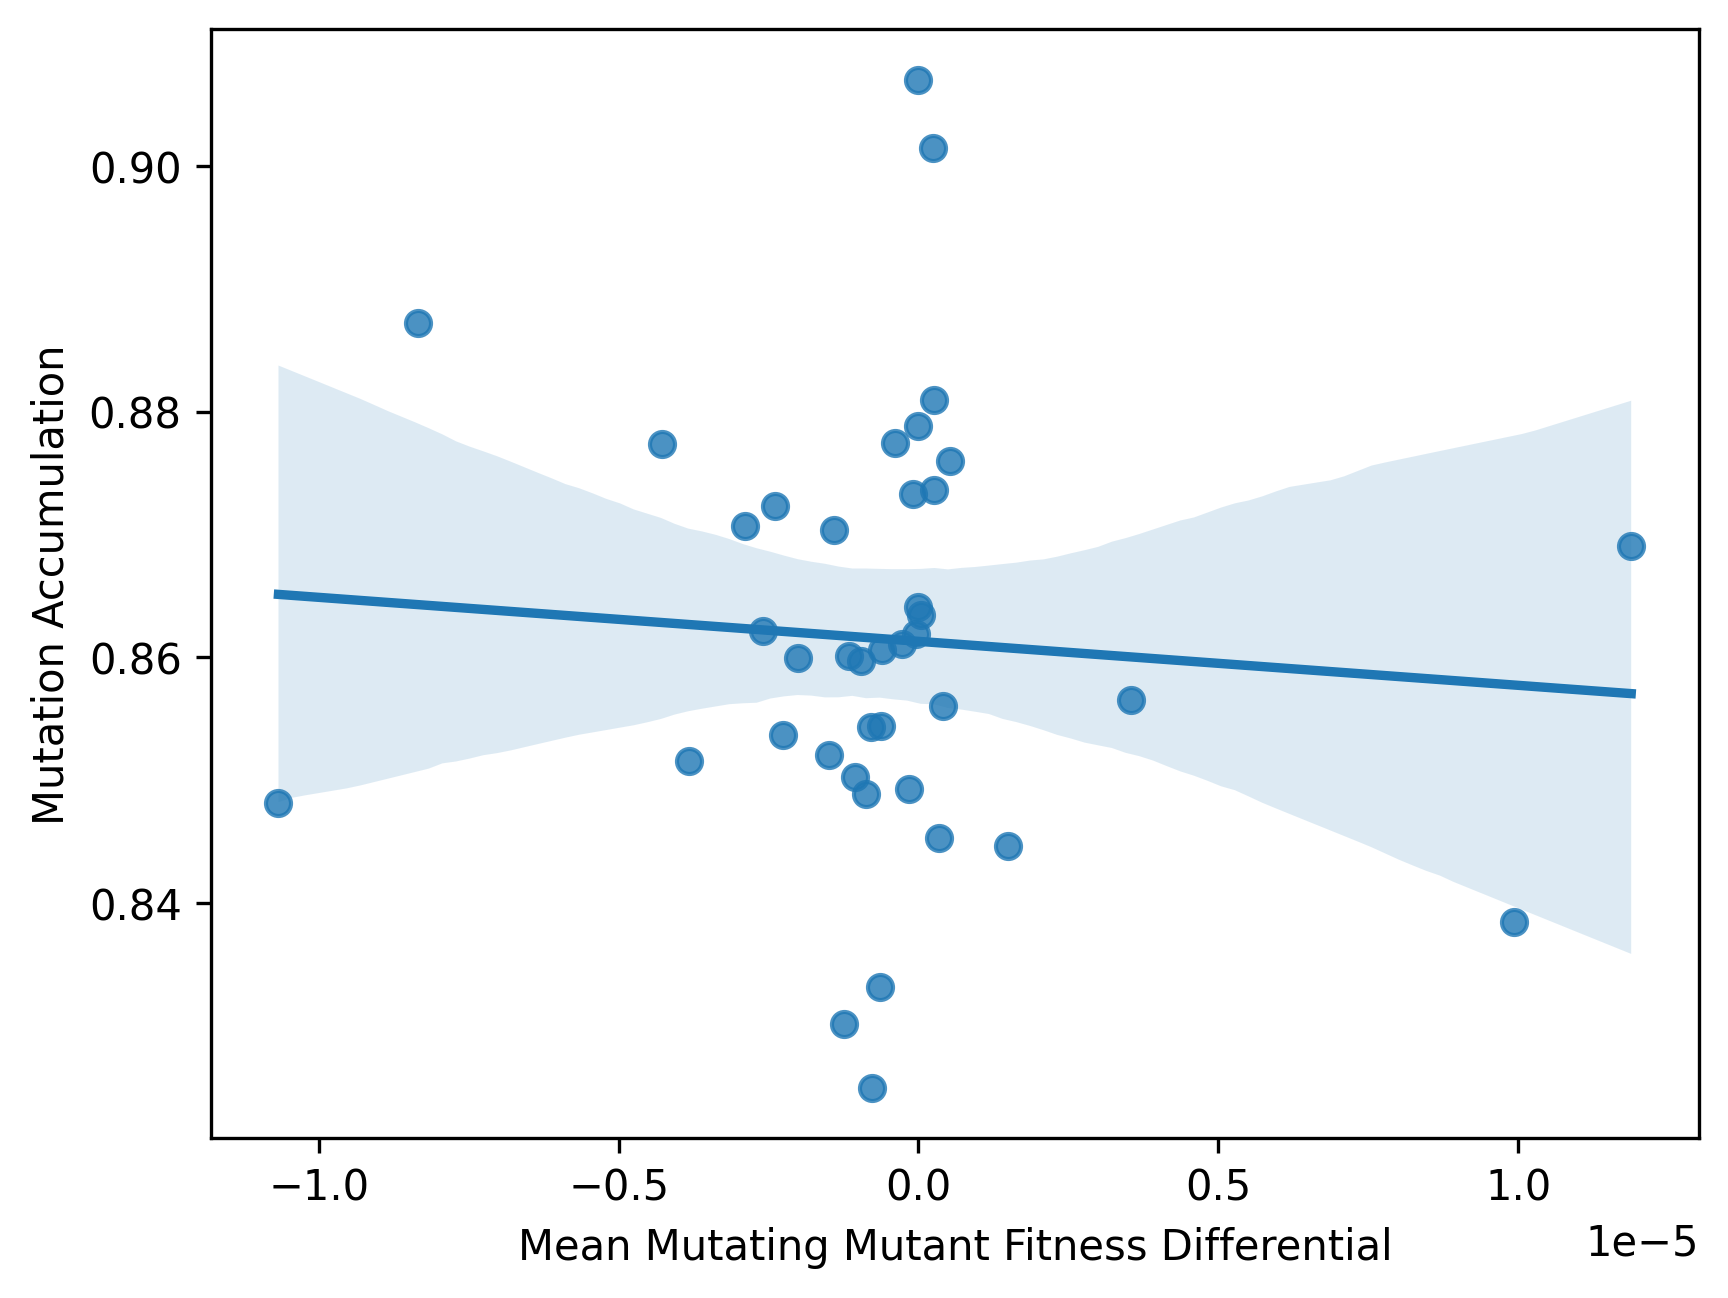 Mutation Accumulation
0.90
0.88
0.86
0.84
−1.0 −0.5 0.0 0.5 1.0
Mean Mutating Mutant Fitness Differential
1e−5